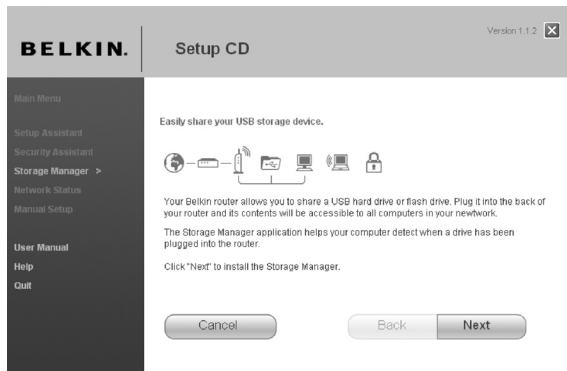 Version 1.1.2
BELKIN.
Setup CD
Main Menu
Setup Assistant
Security Assistant
Storage Manager >
Network Status
Manual Setup
User Manual
Help
Quit
Easily share your USB storage device.
Your Belkin router allows you to share a USB hard drive or flash drive. Plug it into the back of
your router and its contents will be accessible to all computers in your newtwork.
The Storage Manager application helps your computer detect when a drive has been
plugged into the router.
Click "Next" to install the Storage Manager.
Cancel
Back
Next